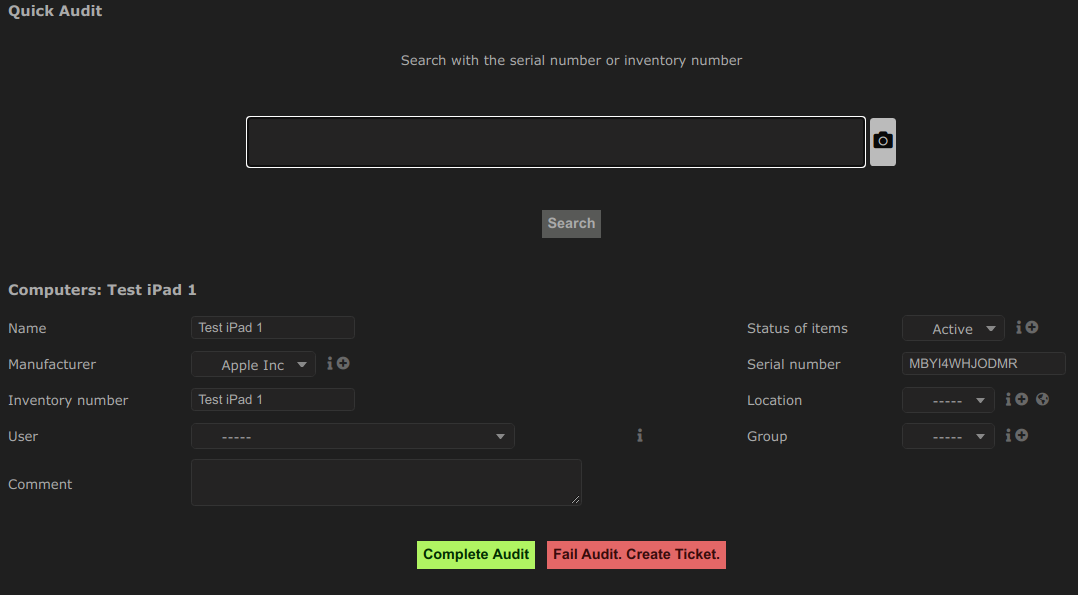 Quick Audit
Search with the serial number or inventory number
Search
Computers: Test iPad 1
Name Test iPad 1 Status of items Active
Manufacturer Apple Inc Serial number MBYI4WHJODMR
Inventory number Test iPad 1 Location -----
User ----- Group -----
Comment
Complete Audit Fail Audit. Create Ticket.